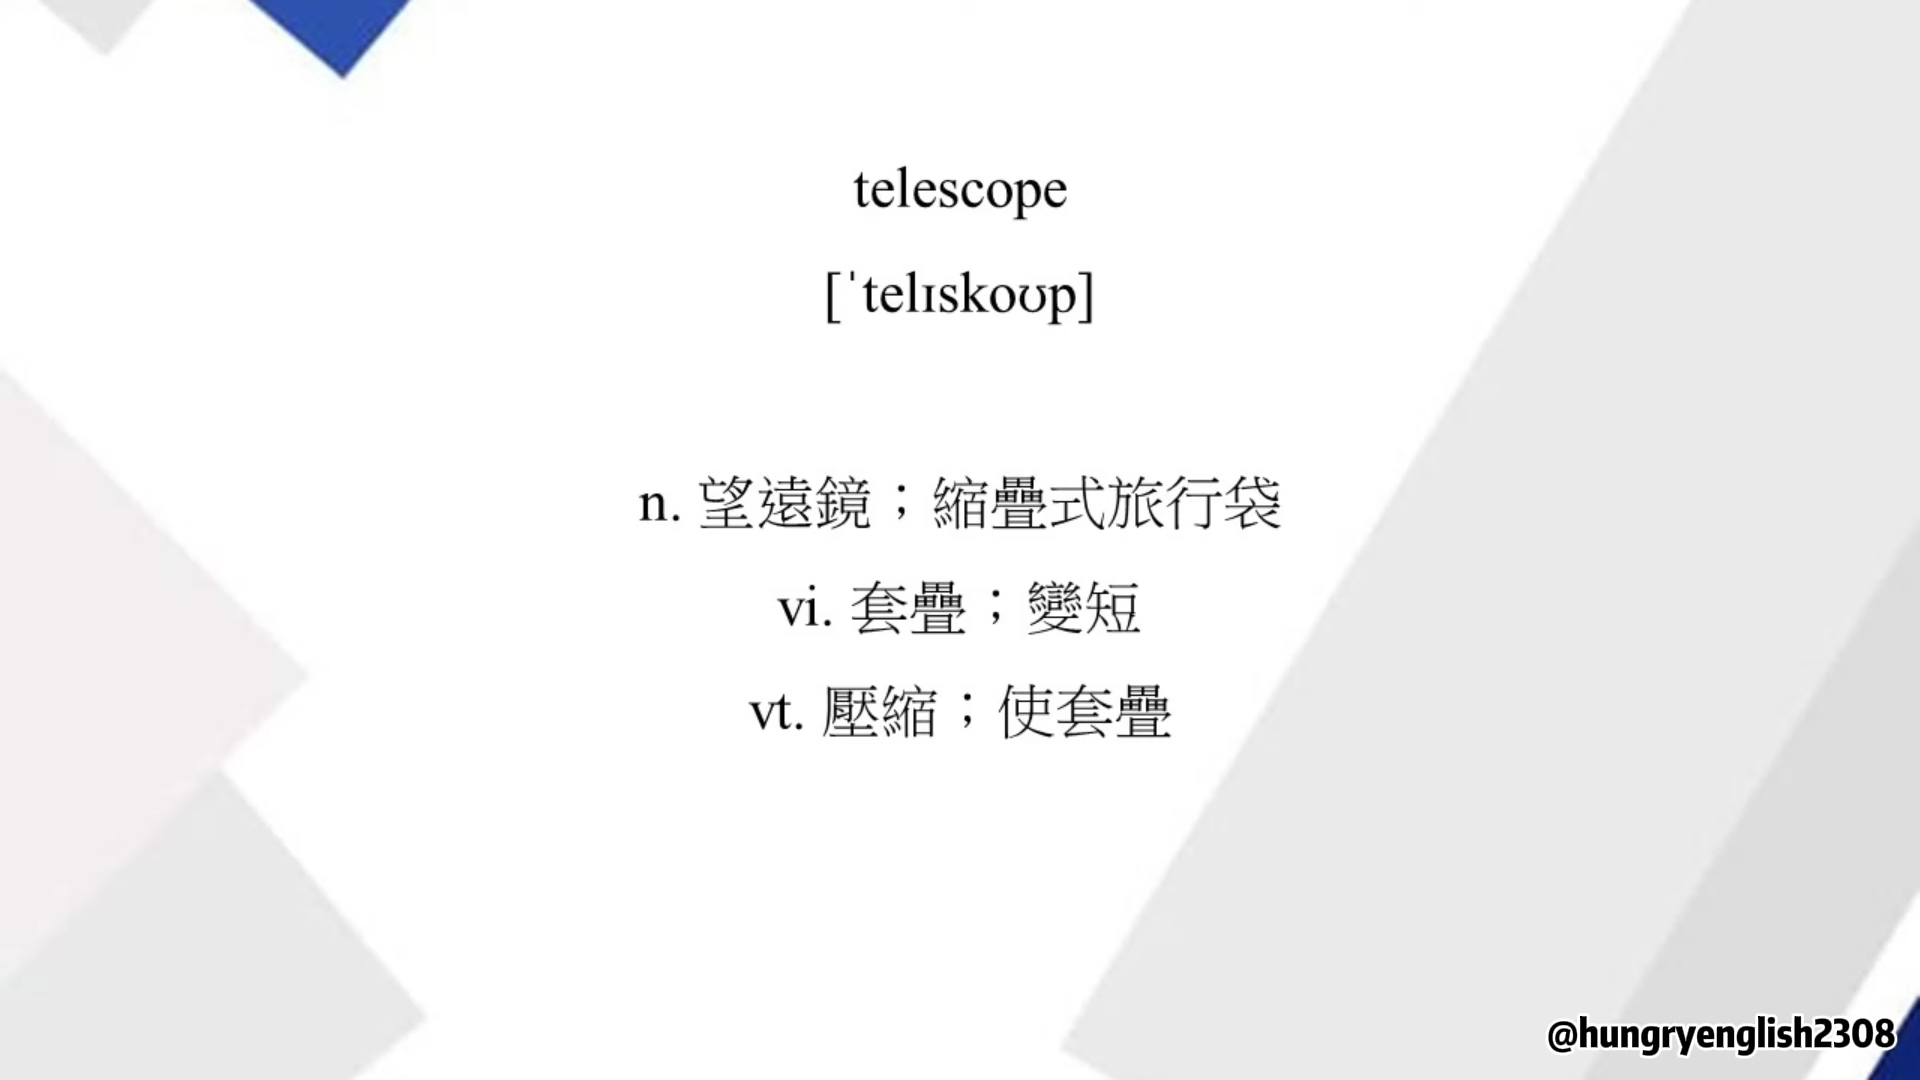 telescope
[ˈtelɪskoʊp]
n. 望遠鏡；縮疊式旅行袋
vi. 套疊；變短
vt. 壓縮；使套疊
@hungryenglish2308